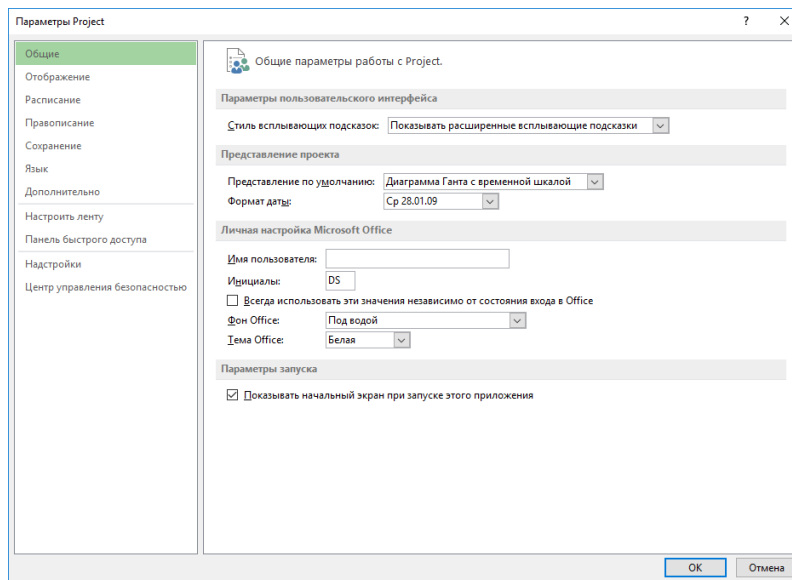 Параметры Project
?
Общие
Отображение
Расписание
Правописание
Сохранение
Язык
Дополнительно
Настроить ленту
Панель быстрого доступа
Надстройки
Центр управления безопасностью
Общие параметры работы с Project.
Параметры пользовательского интерфейса
Стиль всплывающих подсказок: Показывать расширенные всплывающие подсказки
Представление проекта
Представление по умолчанию: Диаграмма Ганта с временной шкалой
Формат даты: Ср 28.01.09
Личная настройка Microsoft Office
Имя пользователя:
Инициалы: DS
Всегда использовать эти значения независимо от состояния входа в Office
Фон Office: Под водой
Тема Office: Белая
Параметры запуска
Показывать начальный экран при запуске этого приложения
ОК Отмена